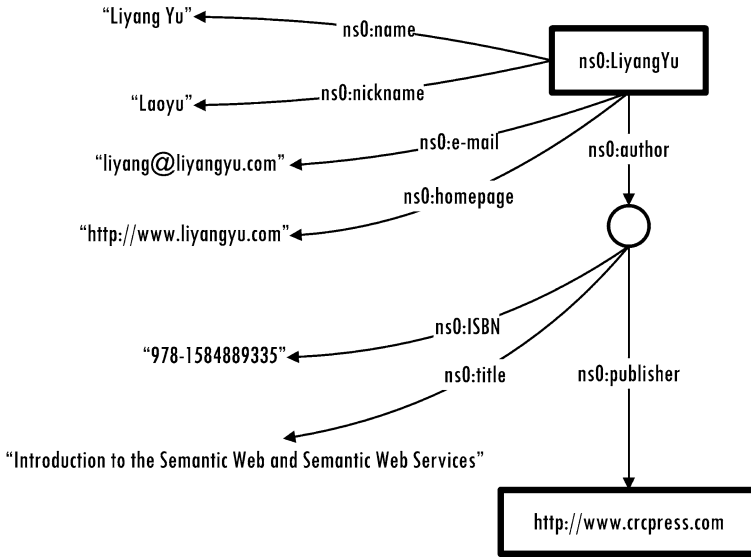 “Liyang Yu”
ns0:name
ns0:LiyangYu
“Laoyu”
ns0:nickname
“liyang@liyangyu.com”
ns0:e-mail
ns0:author
“http://www.liyangyu.com”
ns0:homepage
“978-1584889335”
ns0:ISBN
ns0:title
ns0:publisher
“Introduction to the Semantic Web and Semantic Web Services”
http://www.crcpress.com